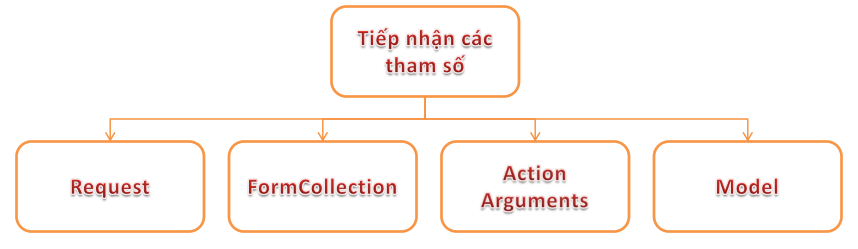 Tiếp nhận các
tham số
Request
FormCollection
Action
Arguments
Model